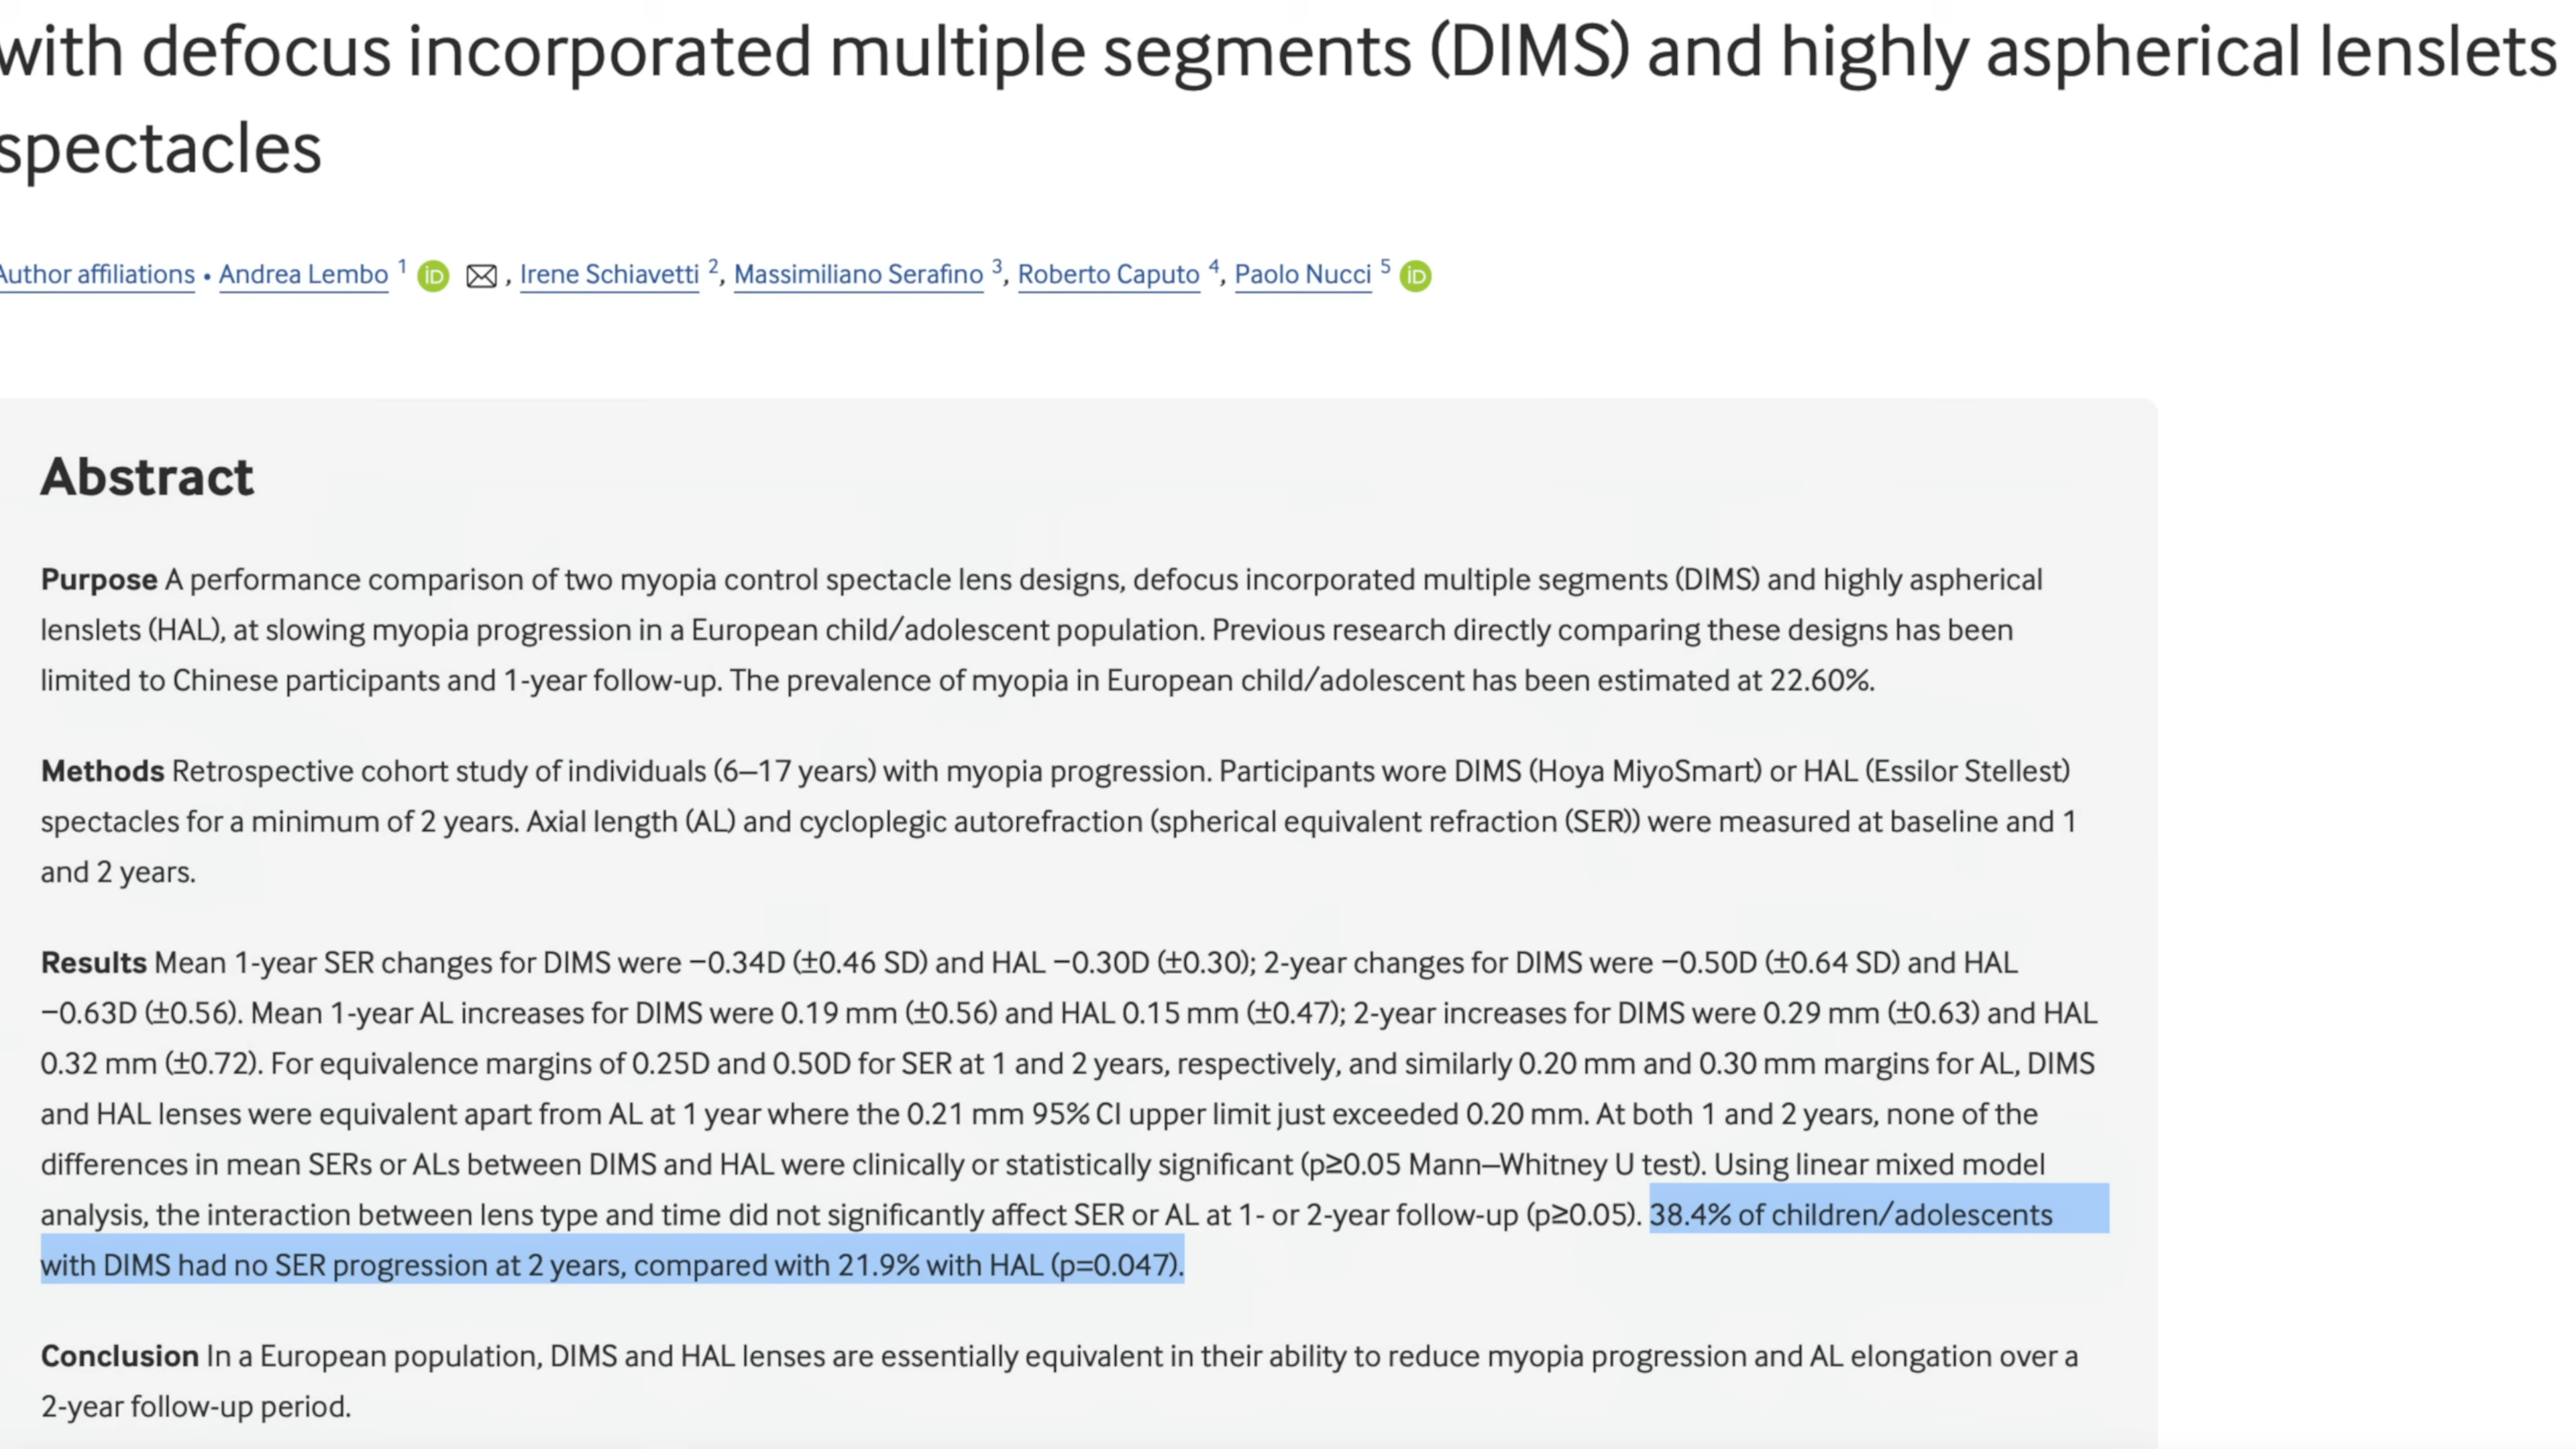 with defocus incorporated multiple segments (DIMS) and highly aspherical lenslets
spectacles
Author affiliations • Andrea Lembo 1 iD , Irene Schiavetti 2, Massimiliano Serafino 3, Roberto Caputo 4, Paolo Nucci 5 iD
Abstract
Purpose A performance comparison of two myopia control spectacle lens designs, defocus incorporated multiple segments (DIMS) and highly aspherical
lenslets (HAL), at slowing myopia progression in a European child/adolescent population. Previous research directly comparing these designs has been
limited to Chinese participants and 1-year follow-up. The prevalence of myopia in European child/adolescent has been estimated at 22.60%.
Methods Retrospective cohort study of individuals (6–17 years) with myopia progression. Participants wore DIMS (Hoya MiyoSmart) or HAL (Essilor Stellest)
spectacles for a minimum of 2 years. Axial length (AL) and cycloplegic autorefraction (spherical equivalent refraction (SER)) were measured at baseline and 1
and 2 years.
Results Mean 1-year SER changes for DIMS were −0.34D (±0.46 SD) and HAL −0.30D (±0.30); 2-year changes for DIMS were −0.50D (±0.64 SD) and HAL
−0.63D (±0.56). Mean 1-year AL increases for DIMS were 0.19 mm (±0.56) and HAL 0.15 mm (±0.47); 2-year increases for DIMS were 0.29 mm (±0.63) and HAL
0.32 mm (±0.72). For equivalence margins of 0.25D and 0.50D for SER at 1 and 2 years, respectively, and similarly 0.20 mm and 0.30 mm margins for AL, DIMS
and HAL lenses were equivalent apart from AL at 1 year where the 0.21 mm 95% CI upper limit just exceeded 0.20 mm. At both 1 and 2 years, none of the
differences in mean SERs or ALs between DIMS and HAL were clinically or statistically significant (p≥0.05 Mann–Whitney U test). Using linear mixed model
analysis, the interaction between lens type and time did not significantly affect SER or AL at 1- or 2-year follow-up (p≥0.05). 38.4% of children/adolescents
with DIMS had no SER progression at 2 years, compared with 21.9% with HAL (p=0.047).
Conclusion In a European population, DIMS and HAL lenses are essentially equivalent in their ability to reduce myopia progression and AL elongation over a
2-year follow-up period.